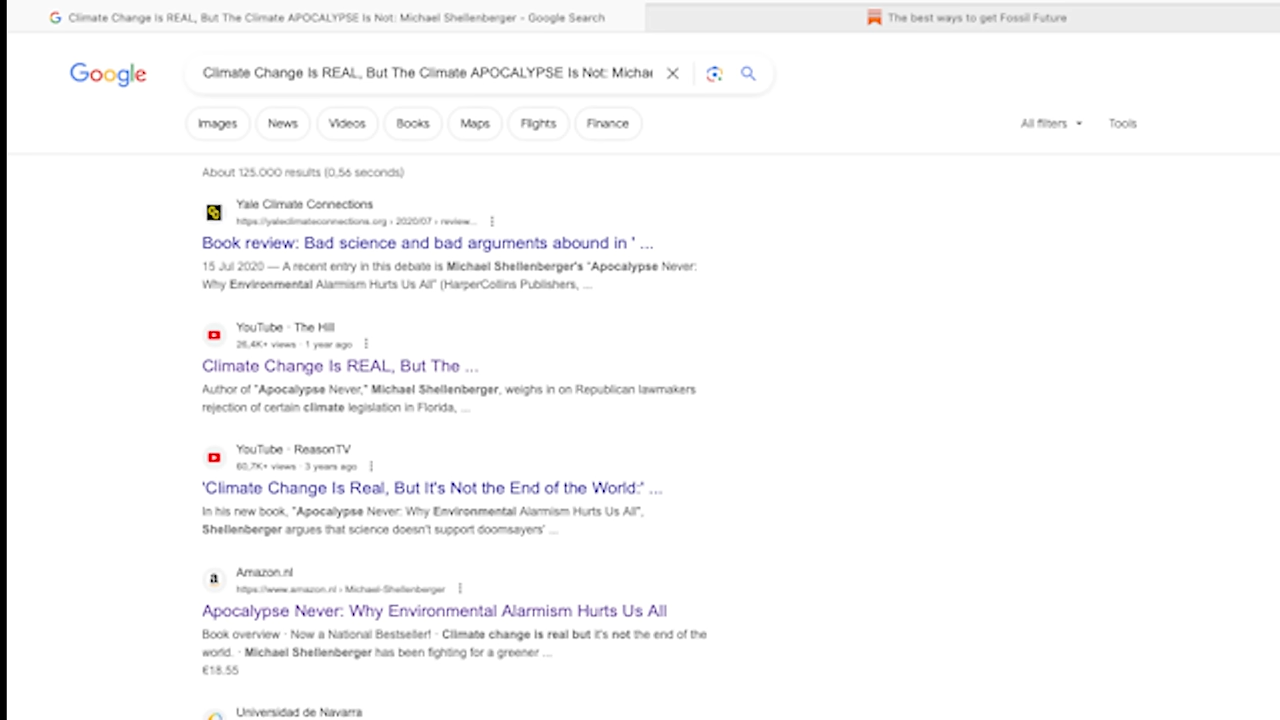 Climate Change Is REAL, But The Climate APOCALYPSE Is Not: Michael Shellenberger - Google Search
The best ways to get Fossil Future
Google
Climate Change Is REAL, But The Climate APOCALYPSE Is Not: Micha
Images News Videos Books Maps Flights Finance
All filters Tools
About 125.000 results (0,56 seconds)
Yale Climate Connections
https://yaleclimateconnections.org › 2020/07 › review...
Book review: Bad science and bad arguments abound in ' ...
15 Jul 2020 — A recent entry in this debate is Michael Shellenberger's "Apocalypse Never:
Why Environmental Alarmism Hurts Us All" (HarperCollins Publishers, ...
YouTube · The Hill
26,4K+ views · 1 year ago
Climate Change Is REAL, But The ...
Author of "Apocalypse Never," Michael Shellenberger, weighs in on Republican lawmakers
rejection of certain climate legislation in Florida, ...
YouTube · ReasonTV
60,7K+ views · 3 years ago
'Climate Change Is Real, But It's Not the End of the World:' ...
In his new book, "Apocalypse Never: Why Environmental Alarmism Hurts Us All",
Shellenberger argues that science doesn't support doomsayers' ...
a
Amazon.nl
https://www.amazon.nl › Michael-Shellenberger
Apocalypse Never: Why Environmental Alarmism Hurts Us All
Book overview · Now a National Bestseller! · Climate change is real but it's not the end of the
world. · Michael Shellenberger has been fighting for a greener ...
€18.55
Universidad de Navarra